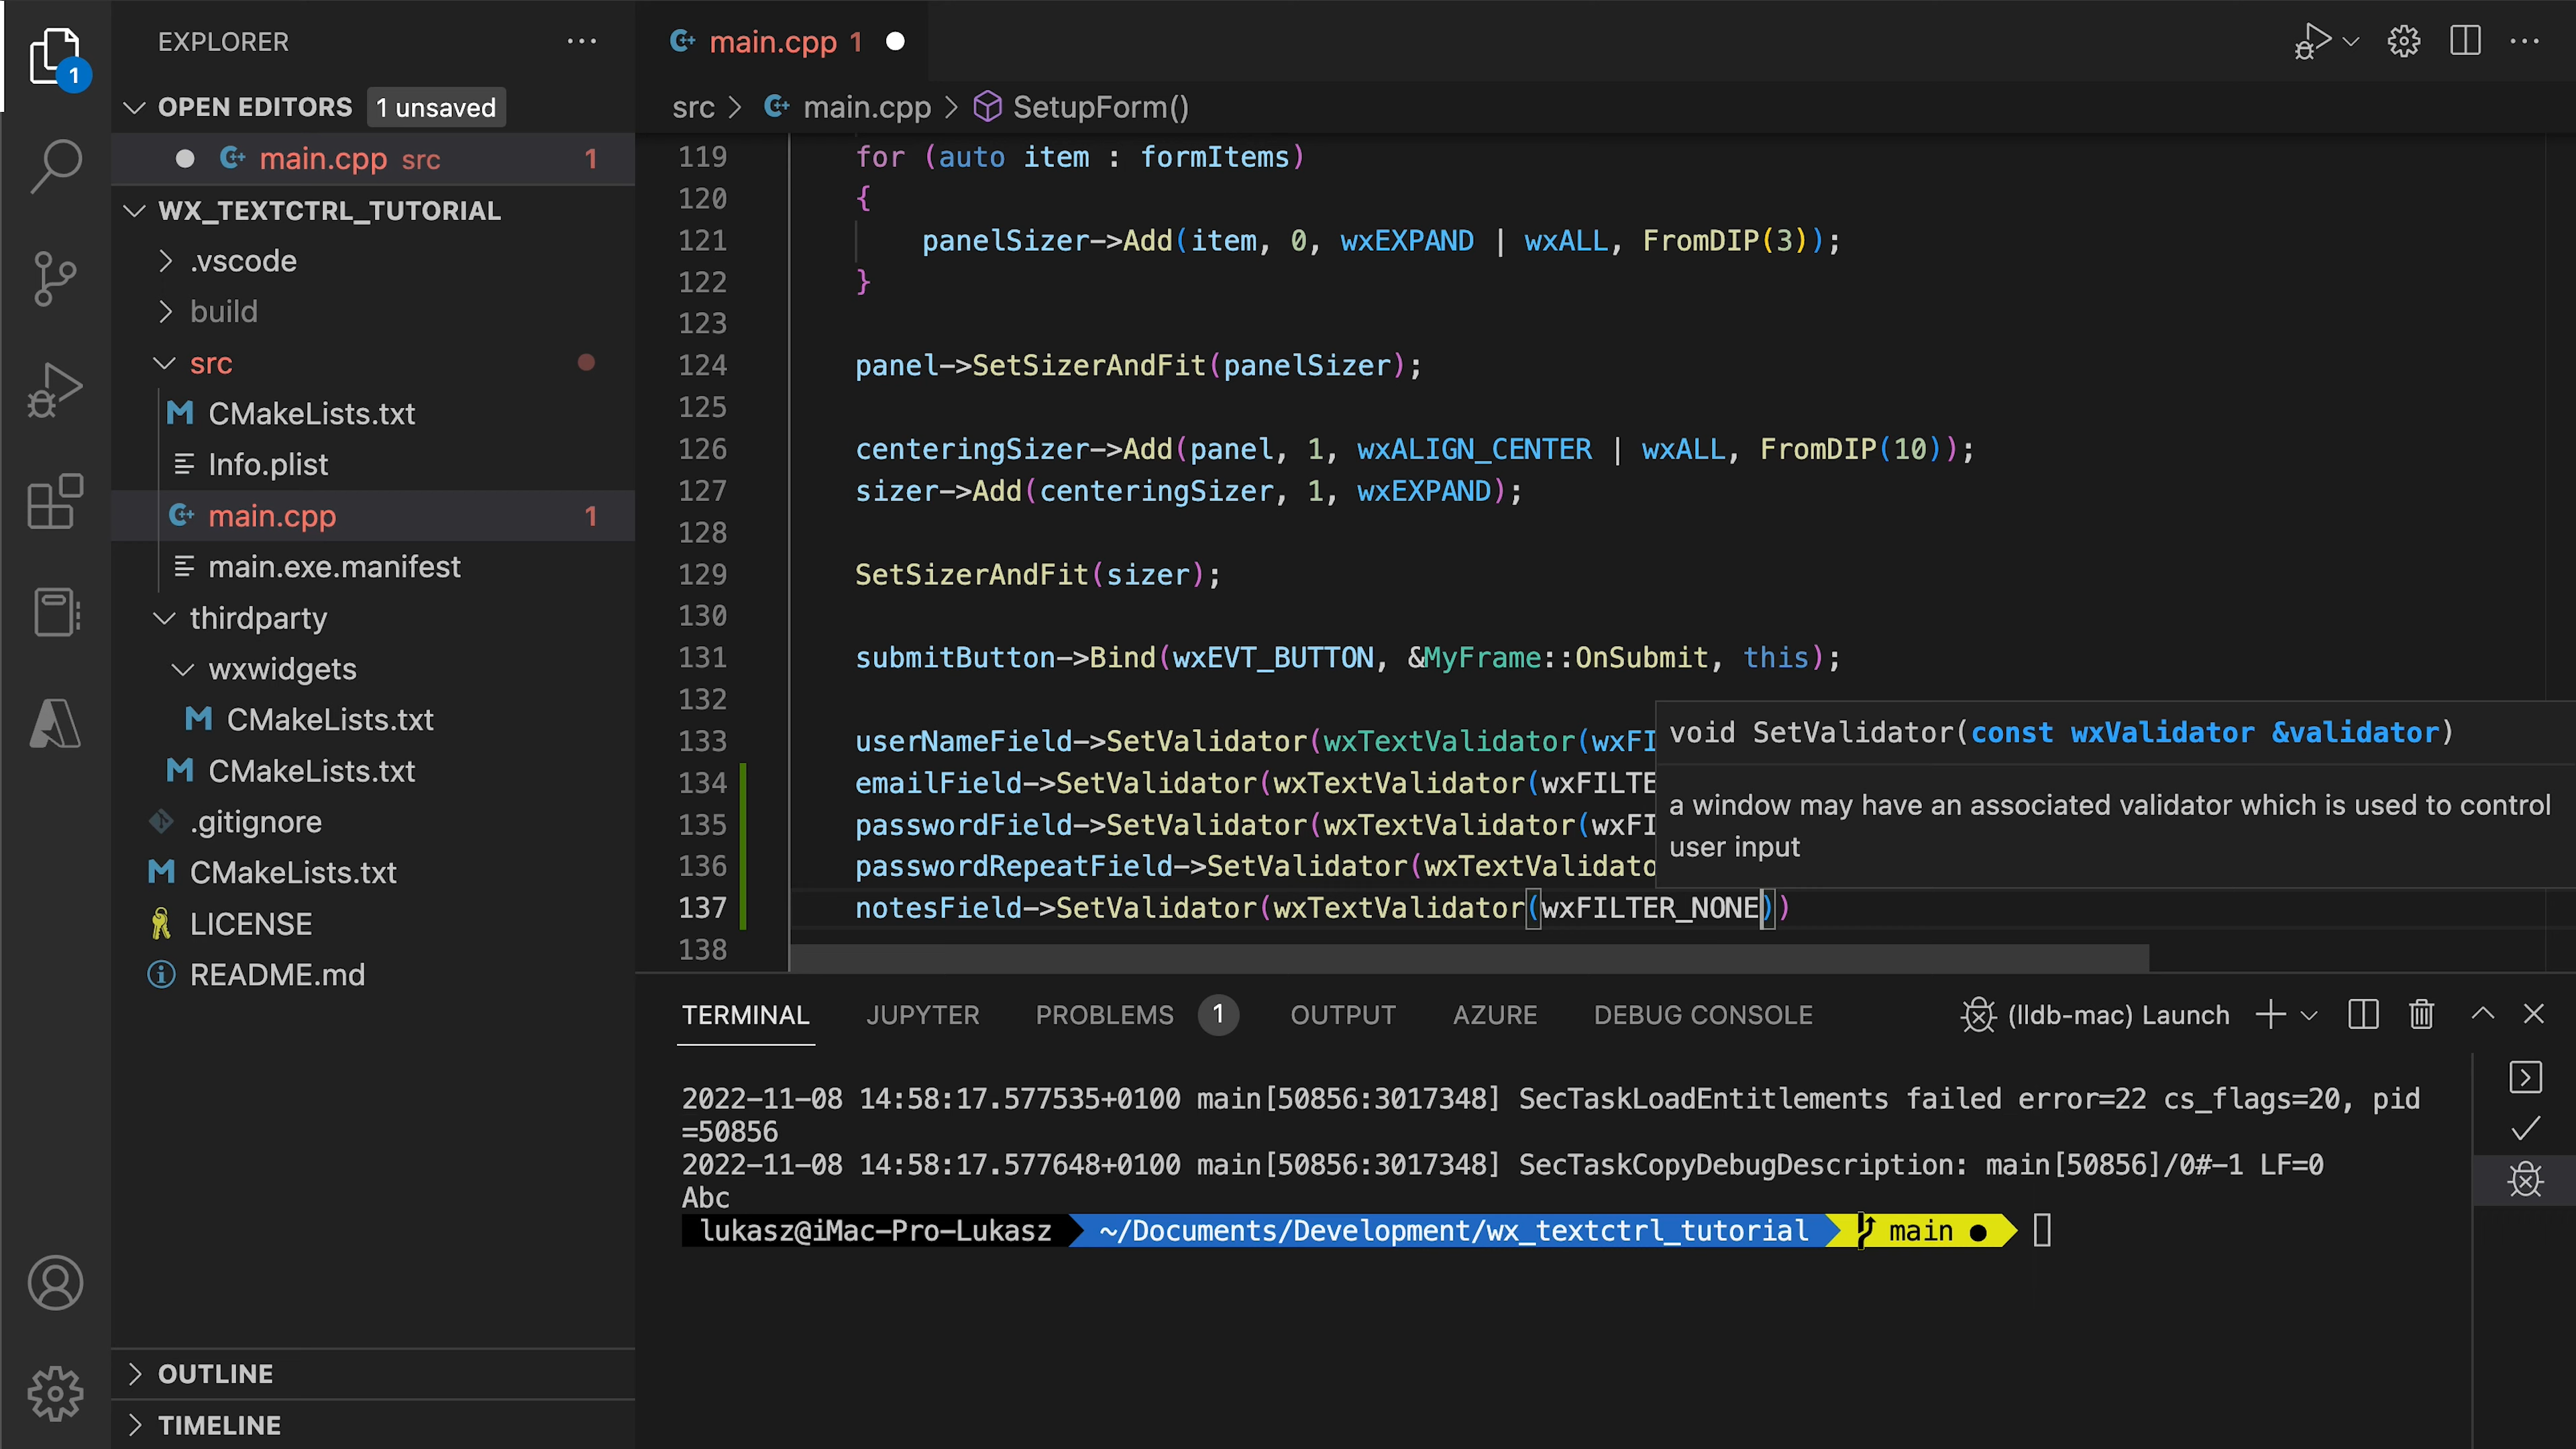 EXPLORER
1
OPEN EDITORS 1 unsaved
main.cpp src 1
WX_TEXTCTRL_TUTORIAL
.vscode
build
src
CMakeLists.txt
Info.plist
main.cpp 1
main.exe.manifest
thirdparty
wxwidgets
CMakeLists.txt
CMakeLists.txt
.gitignore
CMakeLists.txt
LICENSE
README.md
OUTLINE
TIMELINE
main.cpp 1
src > main.cpp > SetupForm()
119 for (auto item : formItems)
120 {
121 panelSizer->Add(item, 0, wxEXPAND | wxALL, FromDIP(3));
122 }
123
124 panel->SetSizerAndFit(panelSizer);
125
126 centeringSizer->Add(panel, 1, wxALIGN_CENTER | wxALL, FromDIP(10));
127 sizer->Add(centeringSizer, 1, wxEXPAND);
128
129 SetSizerAndFit(sizer);
130
131 submitButton->Bind(wxEVT_BUTTON, &MyFrame::OnSubmit, this);
132
133 userNameField->SetValidator(wxTextValidator(wxFI
134 emailField->SetValidator(wxTextValidator(wxFILTE
135 passwordField->SetValidator(wxTextValidator(wxFI
136 passwordRepeatField->SetValidator(wxTextValidato
137 notesField->SetValidator(wxTextValidator(wxFILTER_NONE))
138
void SetValidator(const wxValidator &validator)
a window may have an associated validator which is used to control
user input
TERMINAL JUPYTER PROBLEMS 1 OUTPUT AZURE DEBUG CONSOLE (lldb-mac) Launch
2022-11-08 14:58:17.577535+0100 main[50856:3017348] SecTaskLoadEntitlements failed error=22 cs_flags=20, pid
=50856
2022-11-08 14:58:17.577648+0100 main[50856:3017348] SecTaskCopyDebugDescription: main[50856]/0#-1 LF=0
Abc
lukasz@iMac-Pro-Lukasz ~/Documents/Development/wx_textctrl_tutorial main ●